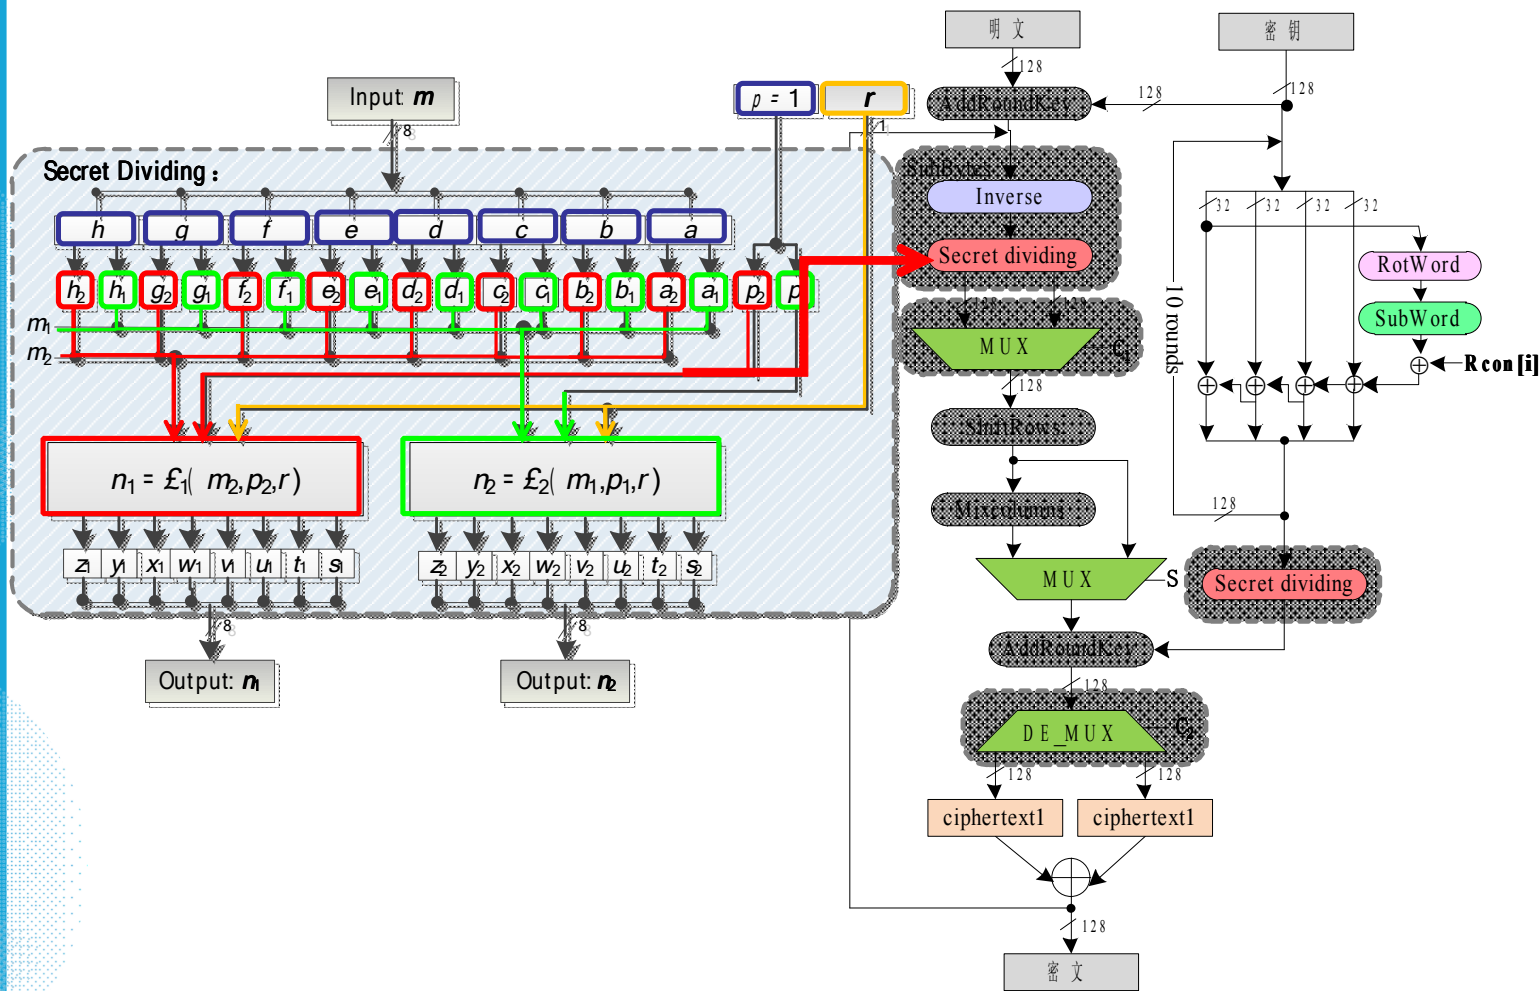 Input: m
p = 1
r
8
1
Secret Dividing：
h g f e d c b a
h2 h1 g2 g1 f2 f1 e2 e1 d2 d1 c2 c1 b2 b1 a2 a1 p2 p
m1
m2
n1 = £1( m2,p2,r)
n2 = £2( m1,p1,r)
z1 y1 x1 w1 v1 u1 t1 s1
z2 y2 x2 w2 v2 u2 t2 s2
8
8
Output: n1
Output: n2
明文
128
AddRoundKey
128
SubBytes
Inverse
Secret dividing
128
128
MUX
C1
128
ShiftRows
Mixcolumns
MUX
S
AddRoundKey
128
DE_MUX
C2
128
128
ciphertext1
ciphertext1
128
密文
密钥
128
32
32
32
32
RotWord
SubWord
Rcon[i]
10 rounds
128
Secret dividing